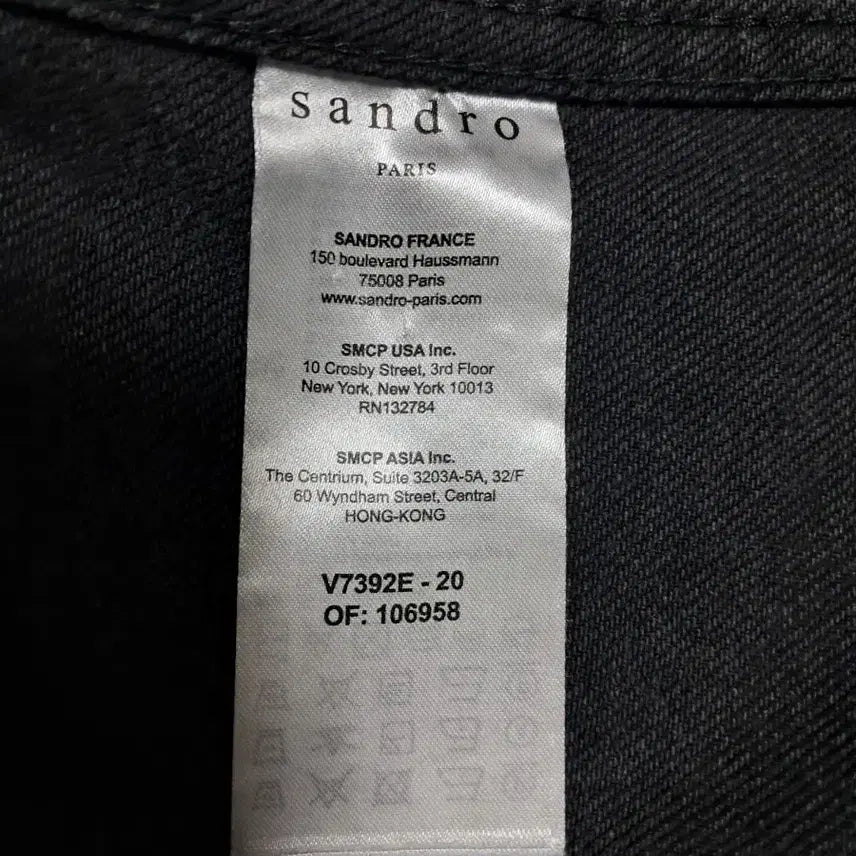 sandro
PARIS
SANDRO FRANCE
150 boulevard Haussmann
75008 Paris
www.sandro-paris.com
SMCP USA Inc.
10 Crosby Street, 3rd Floor
New York, New York 10013
RN132784
SMCP ASIA Inc.
The Centrium, Suite 3203A-5A, 32/F
60 Wyndham Street, Central
HONG-KONG
V7392E - 20
OF: 106958